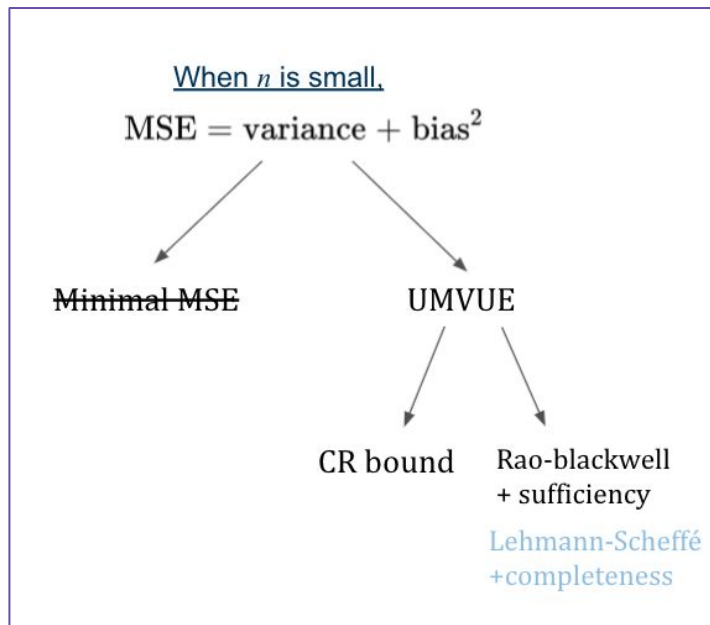 When n is small,
MSE = variance + bias²
Minimal MSE
UMVUE
CR bound
Rao-blackwell
+ sufficiency
Lehmann-Scheffé
+completeness